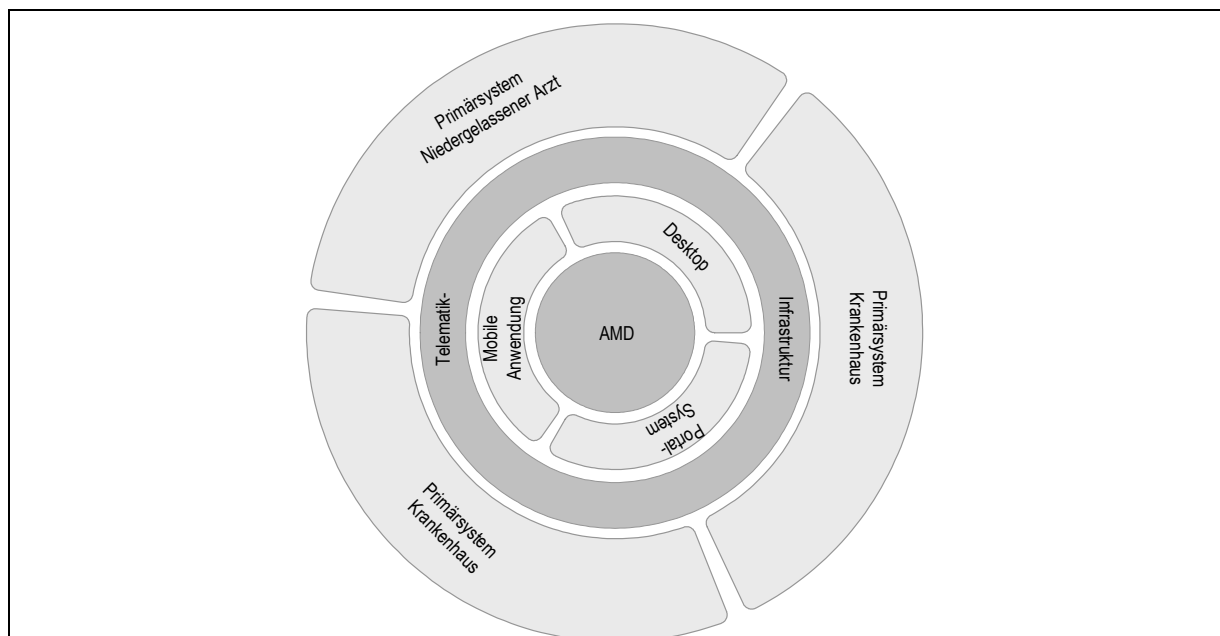 Primärsystem
Niedergelassener Arzt
Desktop
Telematik-
Mobile
Anwendung
AMD
Infrastruktur
Primärsystem
Krankenhaus
Portal-
System
Primärsystem
Krankenhaus